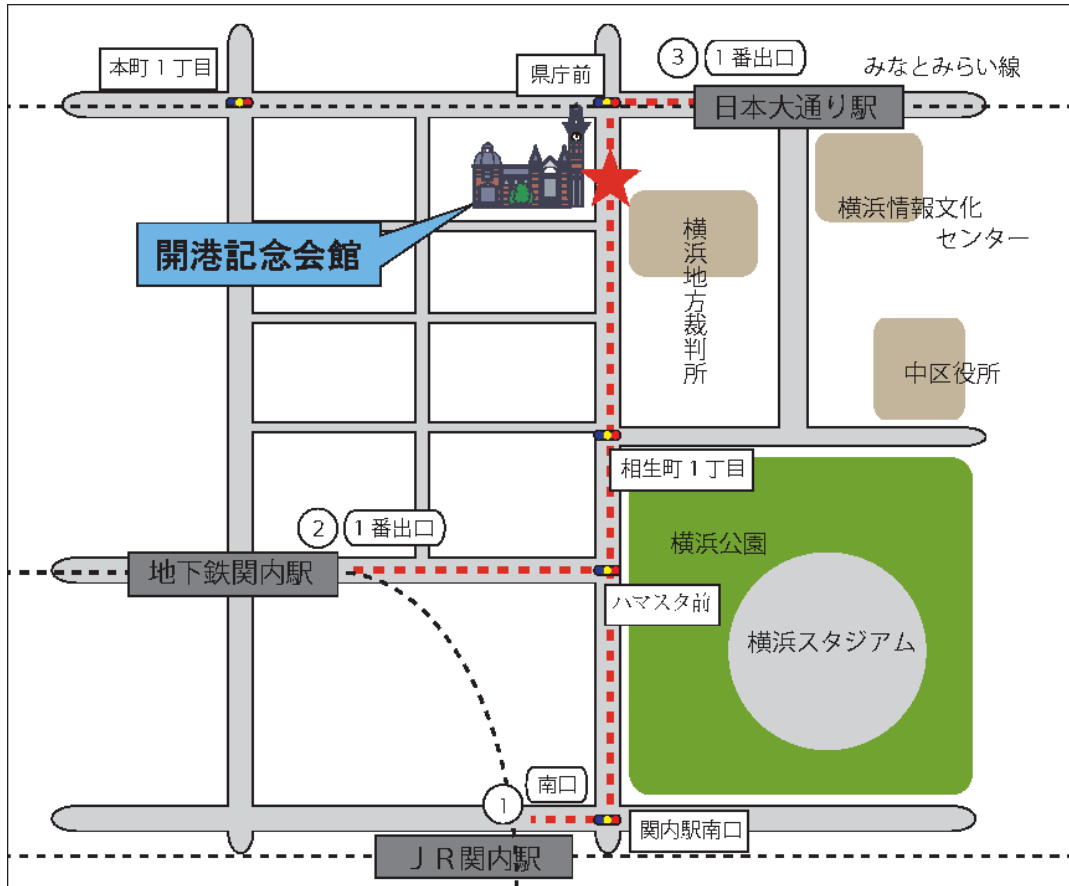 本町１丁目
県庁前
③
１番出口
みなとみらい線
日本大通り駅
開港記念会館
横浜地方裁判所
横浜情報文化
センター
中区役所
相生町１丁目
②
１番出口
地下鉄関内駅
横浜公園
ハマスタ前
横浜スタジアム
①
南口
関内駅南口
ＪＲ関内駅